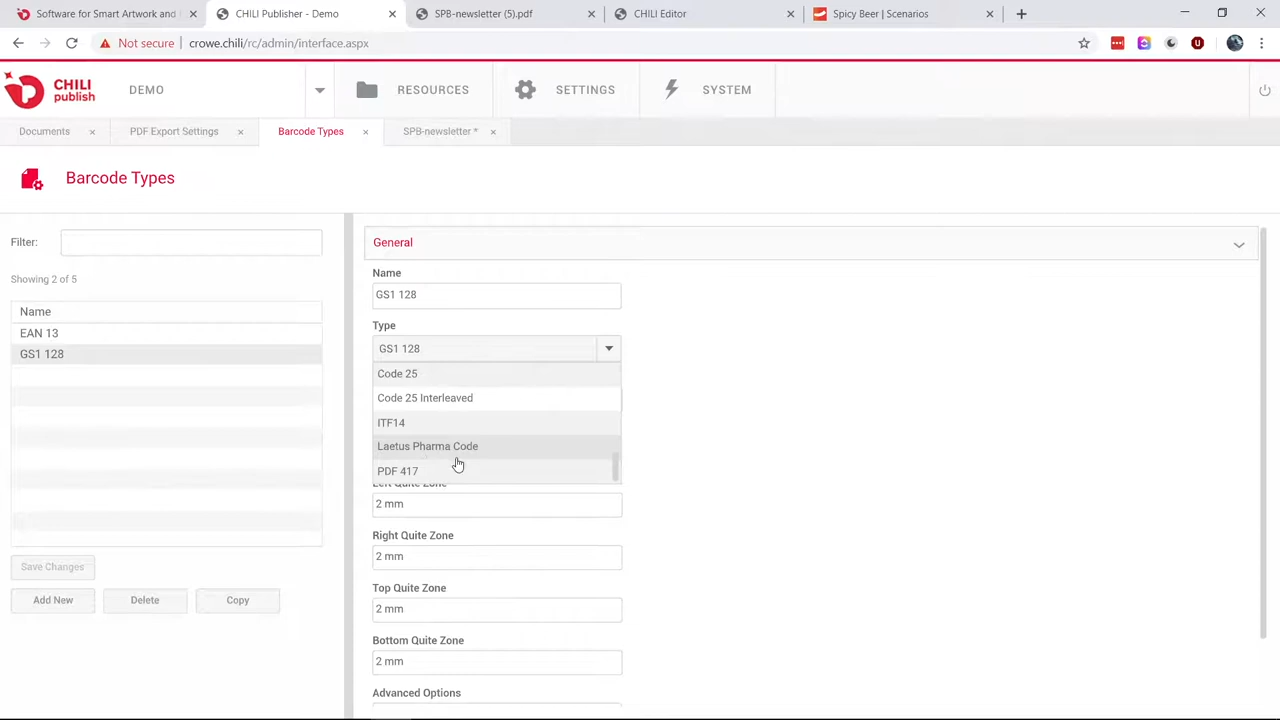 Software for Smart Artwork and
CHILI Publisher - Demo
SPB-newsletter (5).pdf
CHILI Editor
Spicy Beer | Scenarios
Not secure
crowe.chili/rc/admin/interface.aspx
CHILI
publish
DEMO
RESOURCES
SETTINGS
SYSTEM
Documents
PDF Export Settings
Barcode Types
SPB-newsletter *
Barcode Types
Filter:
Showing 2 of 5
Name
EAN 13
GS1 128
Save Changes
Add New
Delete
Copy
General
Name
GS1 128
Type
GS1 128
Code 25
Code 25 Interleaved
ITF14
Laetus Pharma Code
PDF 417
Left Quite Zone
2 mm
Right Quite Zone
2 mm
Top Quite Zone
2 mm
Bottom Quite Zone
2 mm
Advanced Options